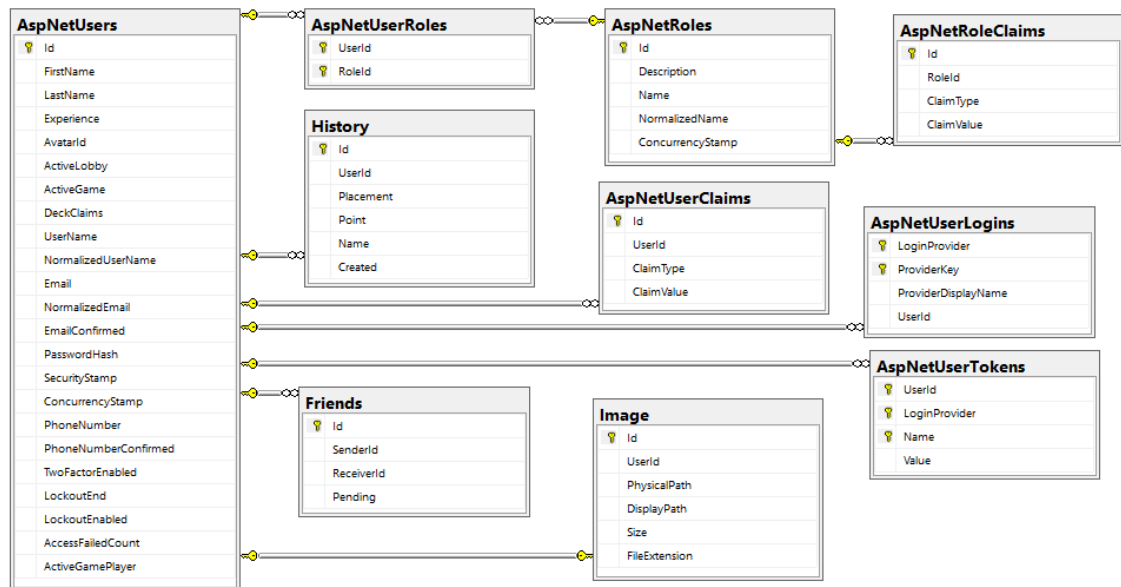 AspNetUsers
Id
FirstName
LastName
Experience
AvatarId
ActiveLobby
ActiveGame
DeckClaims
UserName
NormalizedUserName
Email
NormalizedEmail
EmailConfirmed
PasswordHash
SecurityStamp
ConcurrencyStamp
PhoneNumber
PhoneNumberConfirmed
TwoFactorEnabled
LockoutEnd
LockoutEnabled
AccessFailedCount
ActiveGamePlayer
AspNetUserRoles
UserId
RoleId
AspNetRoles
Id
Description
Name
NormalizedName
ConcurrencyStamp
AspNetRoleClaims
Id
RoleId
ClaimType
ClaimValue
History
Id
UserId
Placement
Point
Name
Created
AspNetUserClaims
Id
UserId
ClaimType
ClaimValue
AspNetUserLogins
LoginProvider
ProviderKey
ProviderDisplayName
UserId
AspNetUserTokens
UserId
LoginProvider
Name
Value
Friends
Id
SenderId
ReceiverId
Pending
Image
Id
UserId
PhysicalPath
DisplayPath
Size
FileExtension